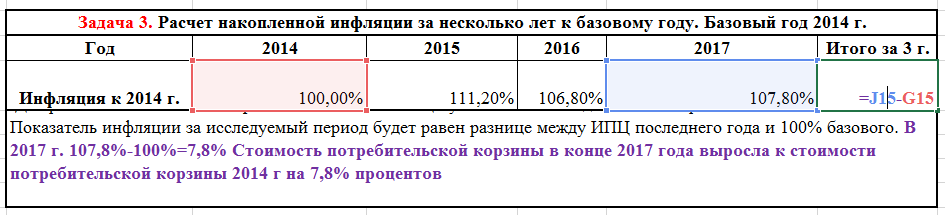 Задача 3. Расчет накопленной инфляции за несколько лет к базовому году. Базовый год 2014 г.
Год 2014 2015 2016 2017 Итого за 3 г.
Инфляция к 2014 г. 100,00% 111,20% 106,80% 107,80% =J15-G15
Показатель инфляции за исследуемый период будет равен разнице между ИПЦ последнего года и 100% базового. В
2017 г. 107,8%-100%=7,8% Стоимость потребительской корзины в конце 2017 года выросла к стоимости
потребительской корзины 2014 г на 7,8% процентов